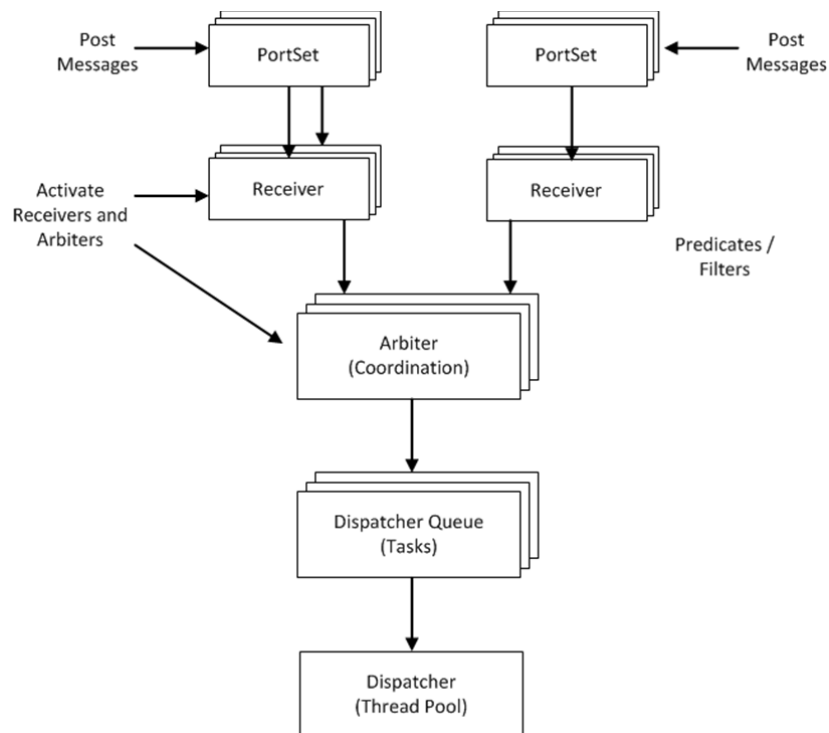 Post
Messages
PortSet
PortSet
Post
Messages
Activate
Receivers and
Arbiters
Receiver
Receiver
Predicates /
Filters
Arbiter
(Coordination)
Dispatcher Queue
(Tasks)
Dispatcher
(Thread Pool)